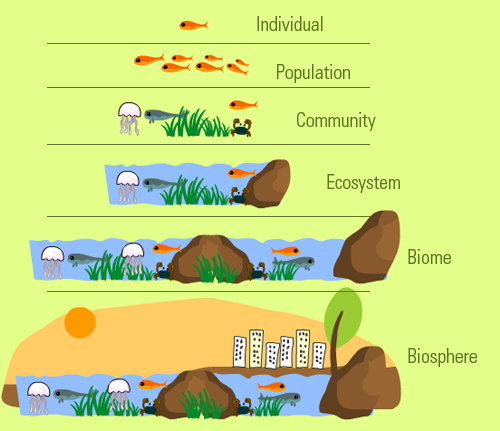 Individual
Population
Community
Ecosystem
Biome
Biosphere